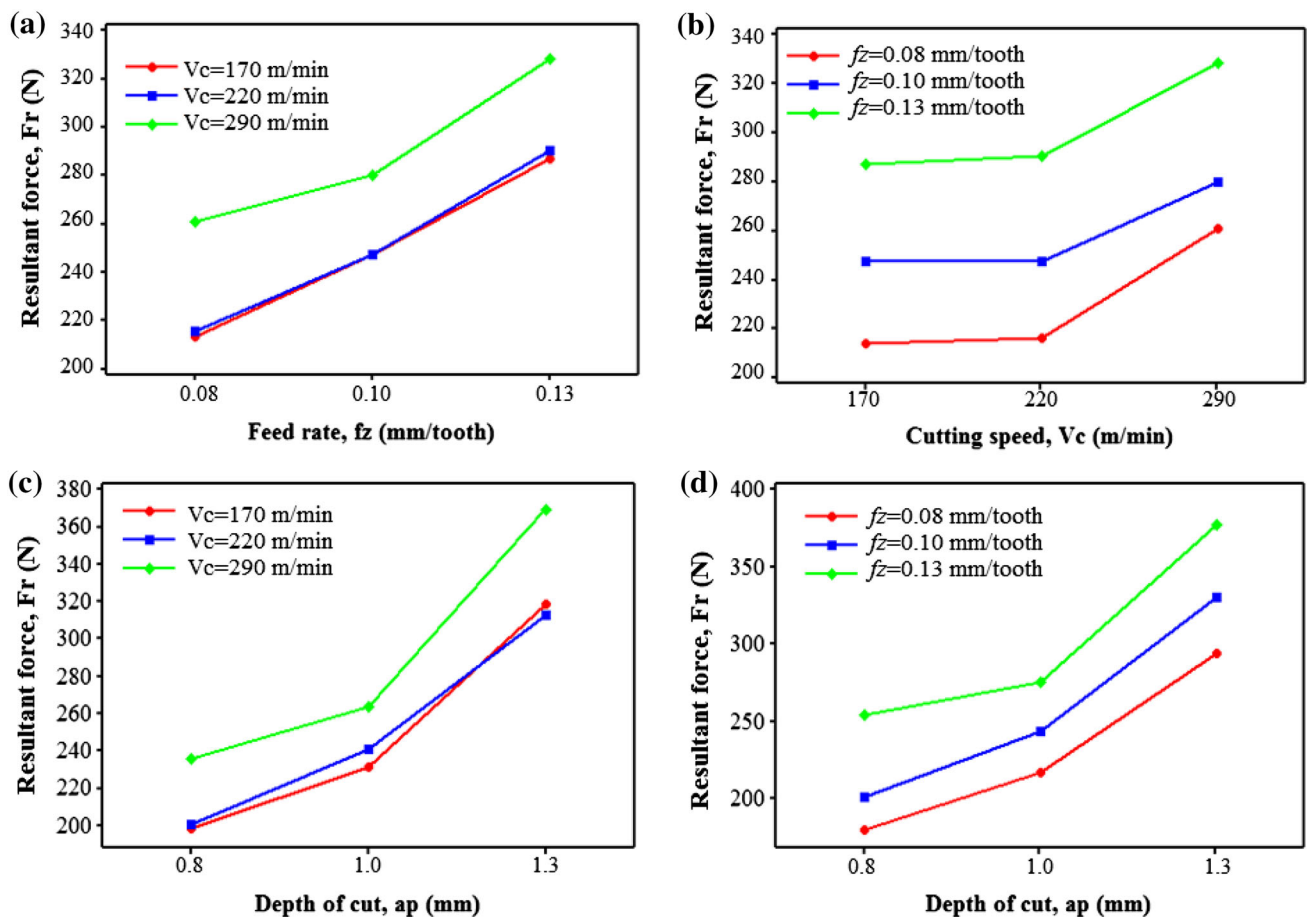 (a)
340
320
300
280
260
240
220
200
Resultant force, Fr (N)
Vc=170 m/min
Vc=220 m/min
Vc=290 m/min
0.08 0.10 0.13
Feed rate, fz (mm/tooth)
(b)
340
320
300
280
260
240
220
200
Resultant force, Fr (N)
fz=0.08 mm/tooth
fz=0.10 mm/tooth
fz=0.13 mm/tooth
170 220 290
Cutting speed, Vc (m/min)
(c)
380
360
340
320
300
280
260
240
220
200
Resultant force, Fr (N)
Vc=170 m/min
Vc=220 m/min
Vc=290 m/min
0.8 1.0 1.3
Depth of cut, ap (mm)
(d)
400
350
300
250
200
Resultant force, Fr (N)
fz=0.08 mm/tooth
fz=0.10 mm/tooth
fz=0.13 mm/tooth
0.8 1.0 1.3
Depth of cut, ap (mm)